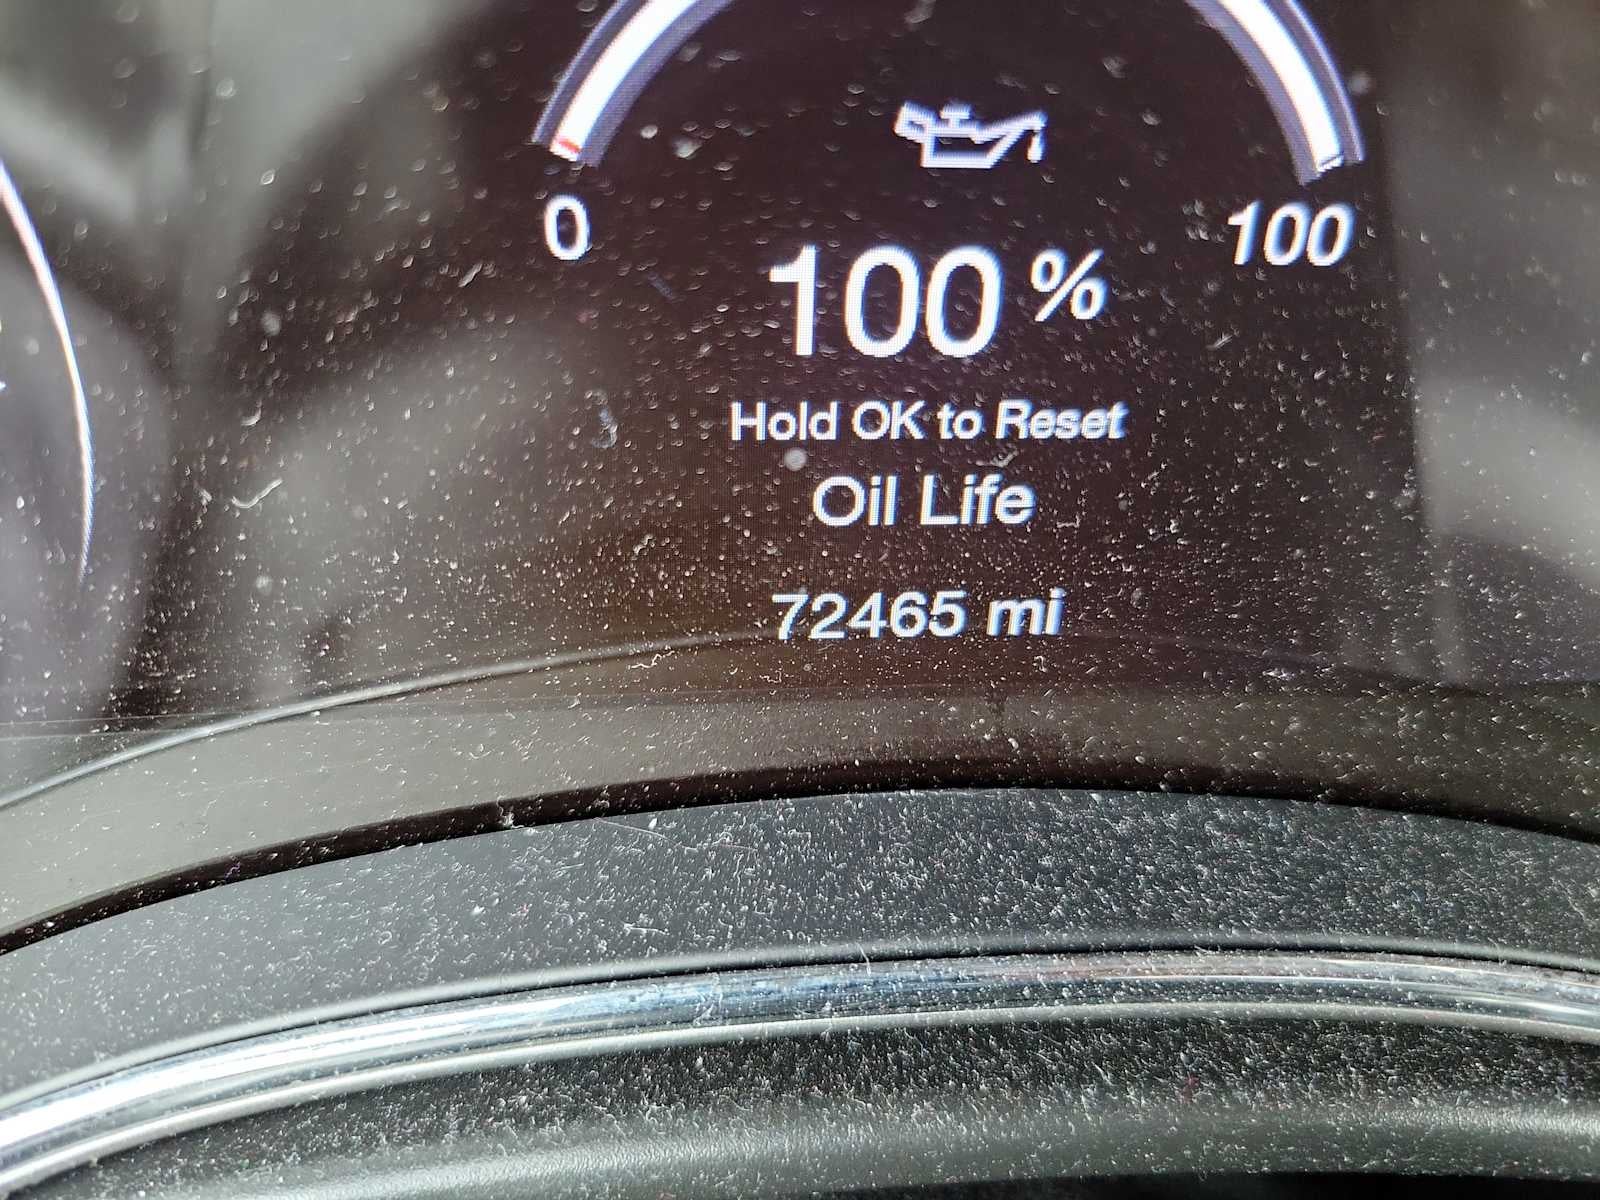 0 100
100 %
Hold OK to Reset
Oil Life
72465 mi